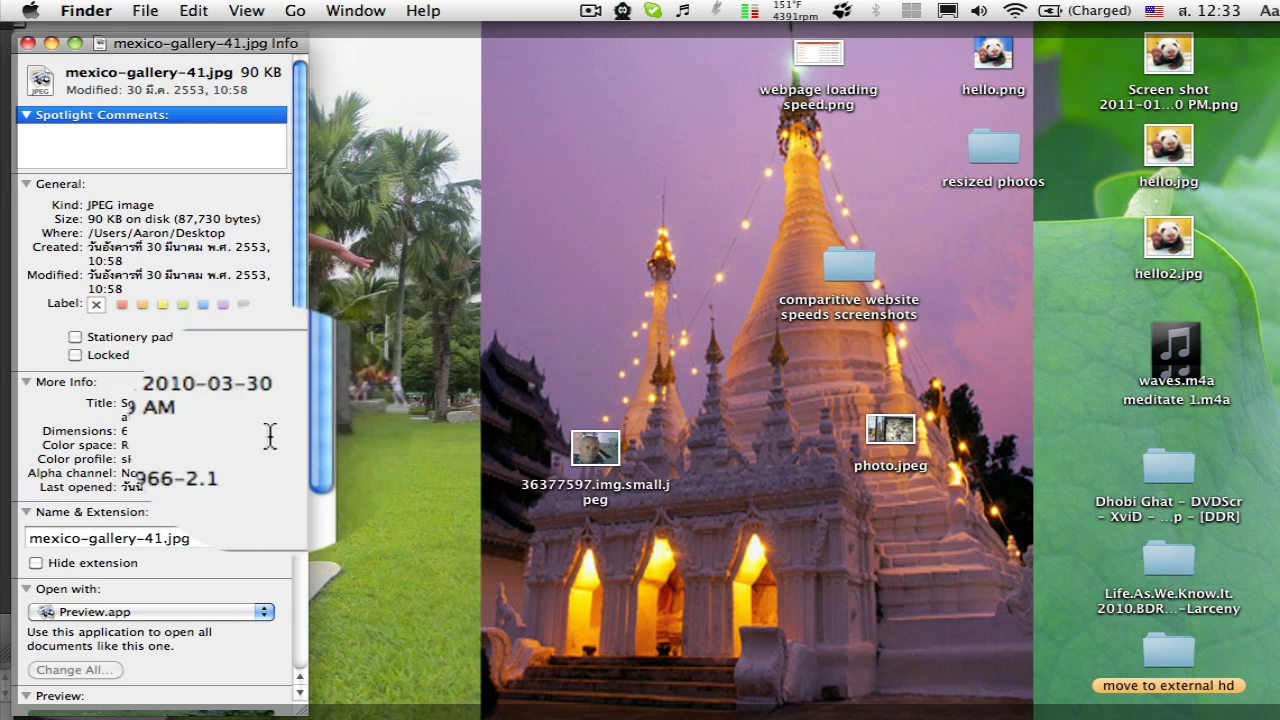 Finder File Edit View Go Window Help
151°F
4391rpm
(Charged)
ส. 12:33
Aa
mexico-gallery-41.jpg Info
mexico-gallery-41.jpg 90 KB
Modified: 30 มี.ค. 2553, 10:58
JPEG
Spotlight Comments:
General:
Kind: JPEG image
Size: 90 KB on disk (87,730 bytes)
Where: /Users/Aaron/Desktop
Created: วันอังคารที่ 30 มีนาคม พ.ศ. 2553,
10:58
Modified: วันอังคารที่ 30 มีนาคม พ.ศ. 2553,
10:58
Label:
Stationery pad
Locked
More Info:
2010-03-30
Title:
9 AM
Dimensions: 6
Color space: R
Color profile:
Alpha channel: No
966-2.1
Last opened:
Name & Extension:
mexico-gallery-41.jpg
Hide extension
Open with:
Preview.app
Use this application to open all
documents like this one.
Change All...
Preview:
webpage loading
speed.png
hello.png
Screen shot
2011-01...0 PM.png
resized photos
hello.jpg
comparitive website
speeds screenshots
hello2.jpg
waves.m4a
meditate 1.m4a
photo.jpeg
36377597.img.small.j
peg
Dhobi Ghat - DVDScr
- XviD - ...p - [DDR]
Life.As.We.Know.It.
2010.BDR...-Larceny
move to external hd